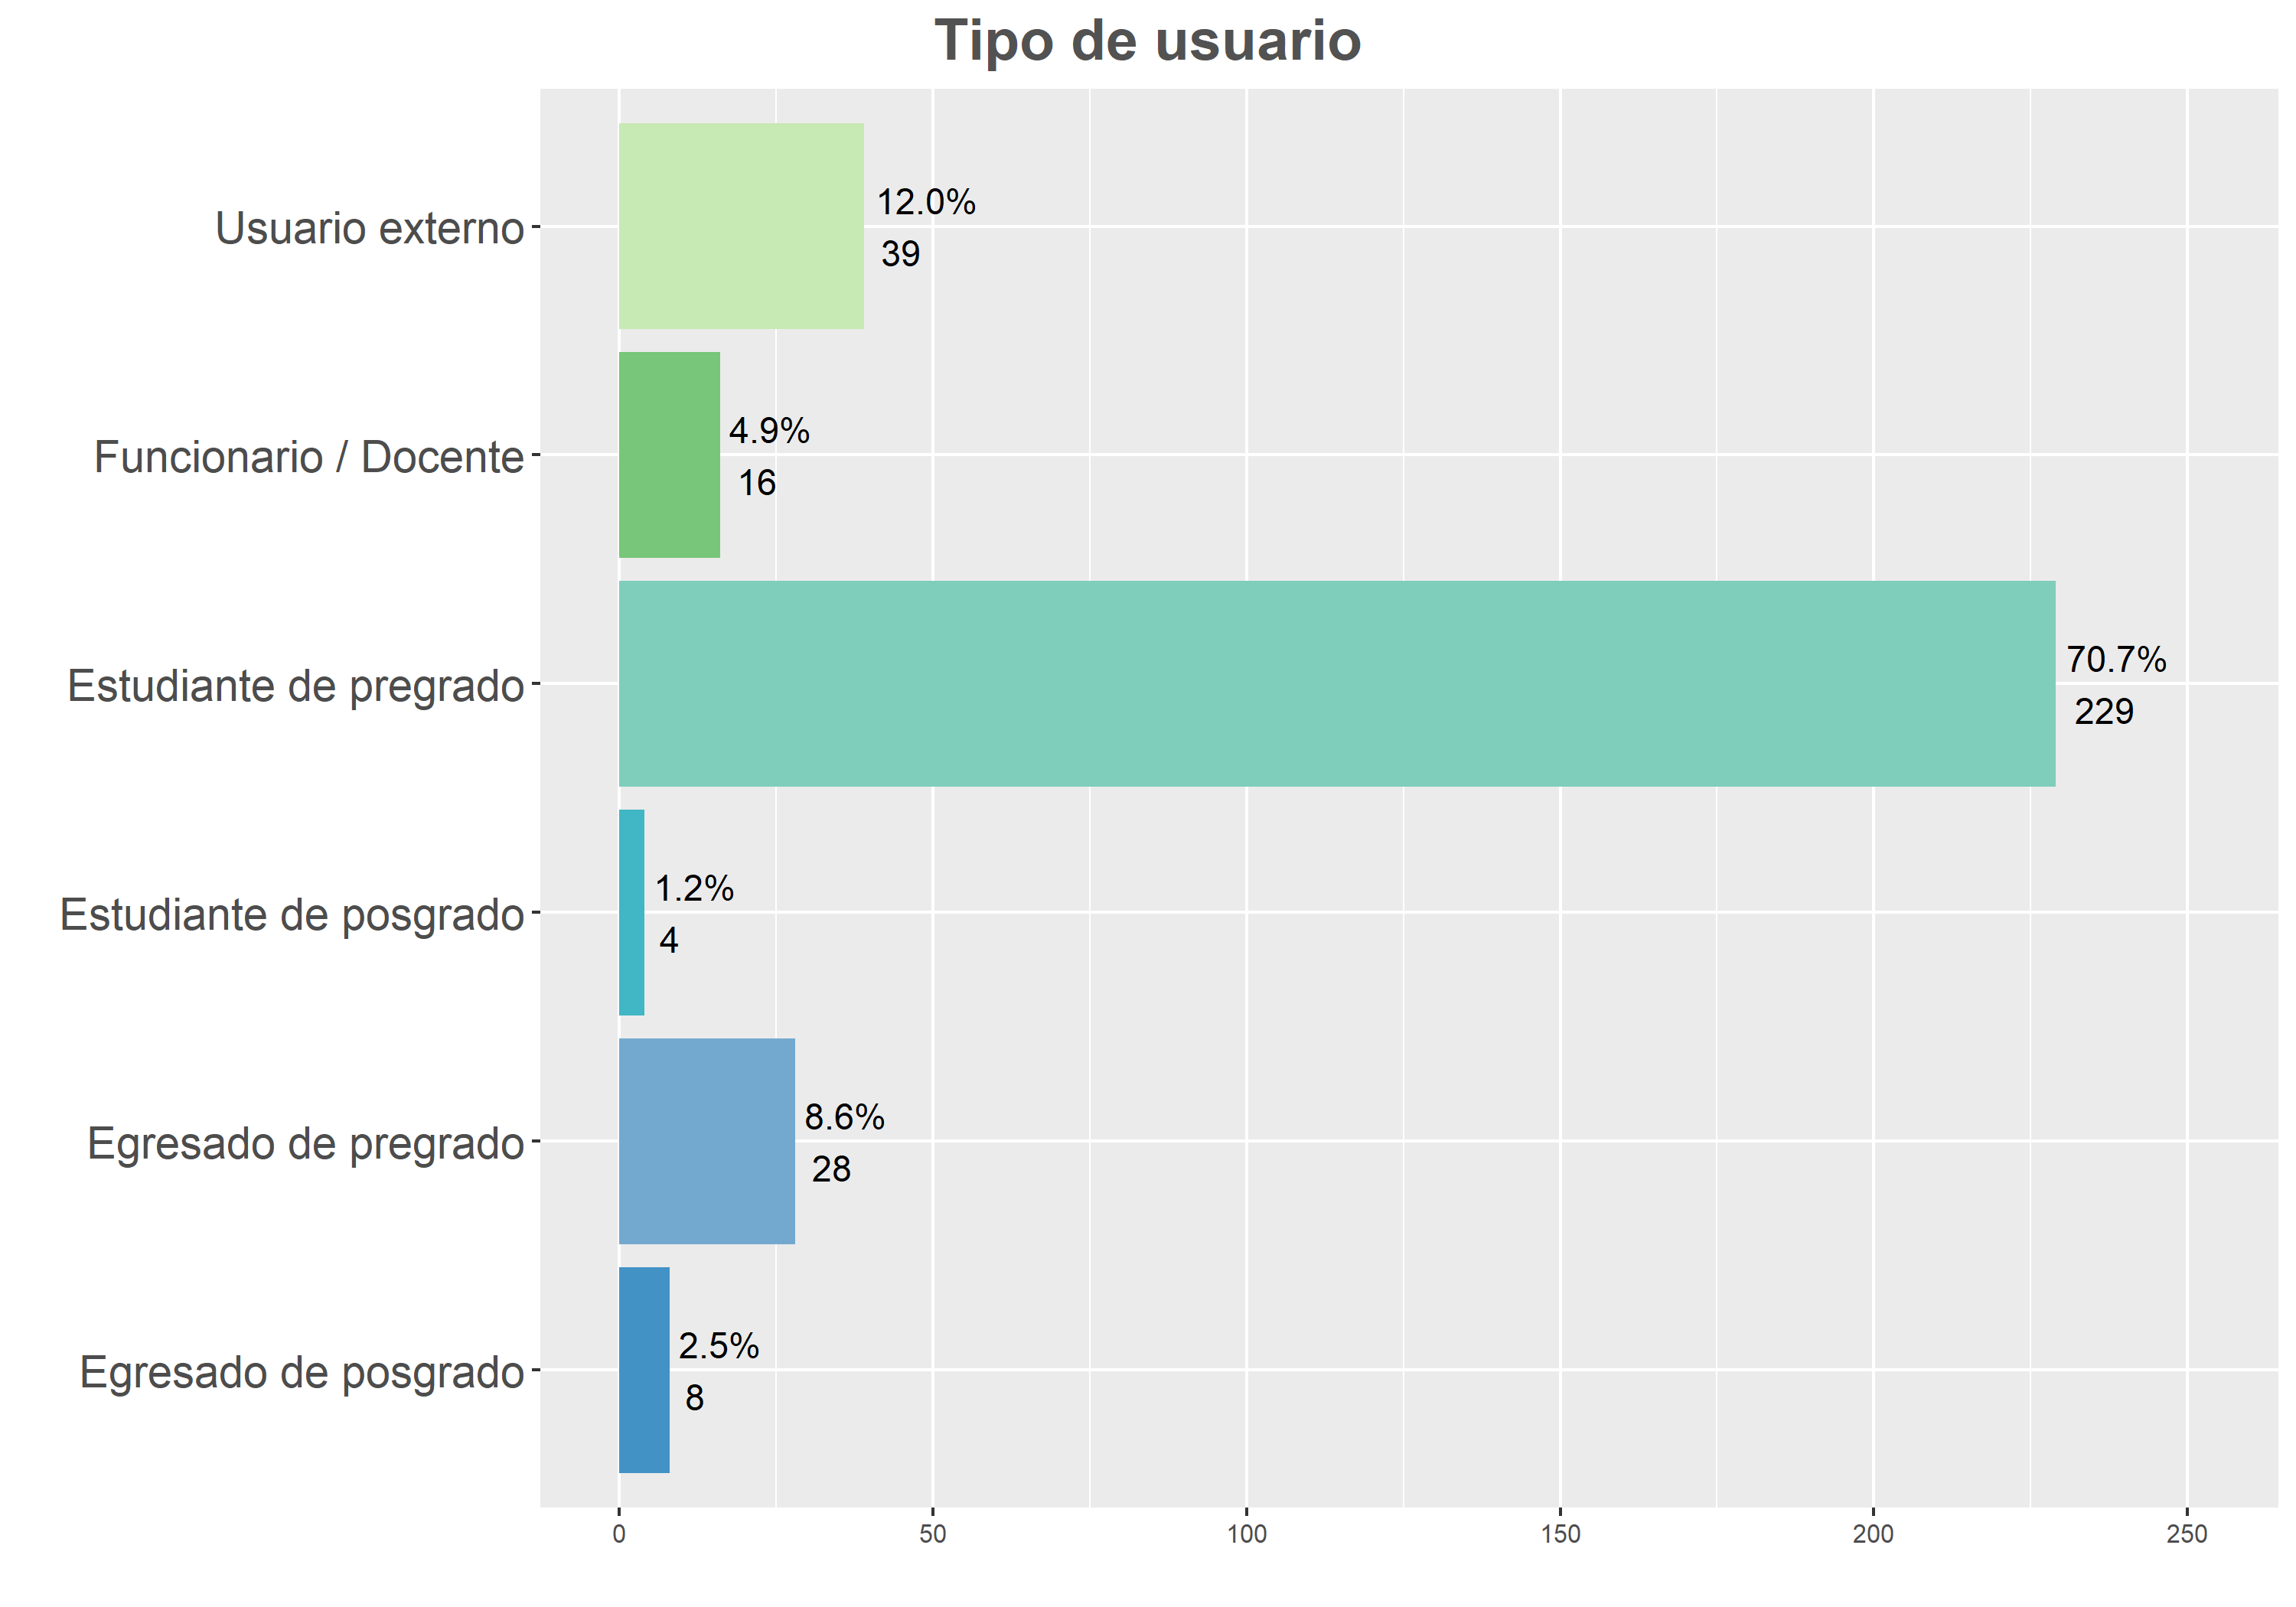 Tipo de usuario
Usuario externo
12.0%
39
Funcionario / Docente
4.9%
16
Estudiante de pregrado
70.7%
229
Estudiante de posgrado
1.2%
4
Egresado de pregrado
8.6%
28
Egresado de posgrado
2.5%
8
0 50 100 150 200 250